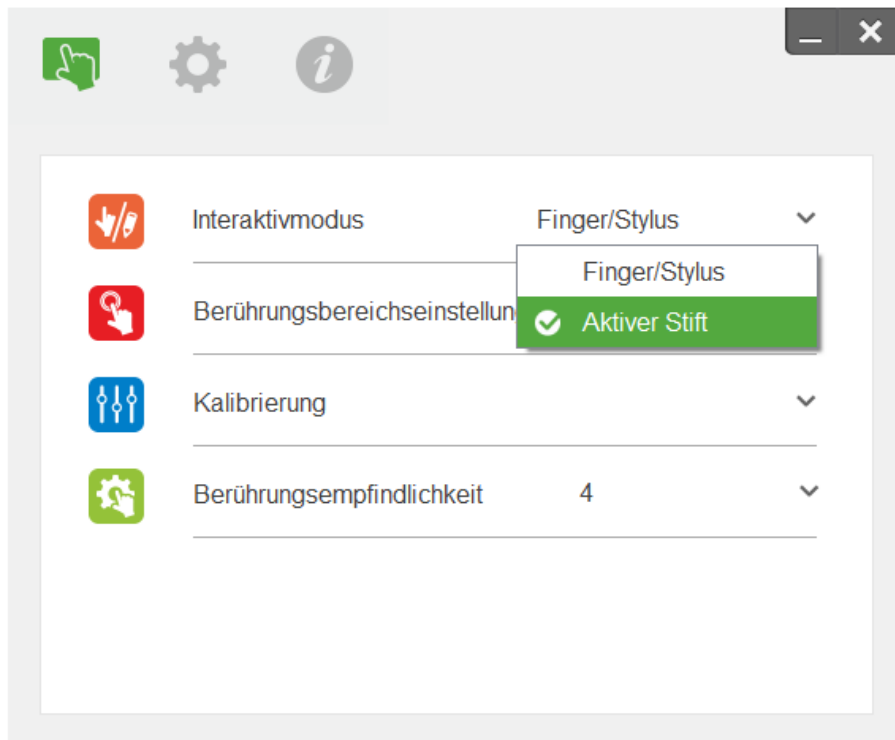 Interaktivmodus Finger/Stylus
Finger/Stylus
Berührungsbereichseinstellun
Aktiver Stift
Kalibrierung
Berührungsempfindlichkeit 4